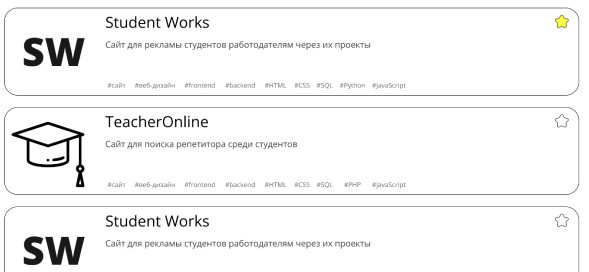 Student Works
SW
Сайт для рекламы студентов работодателям через их проекты
#сайт #веб-дизайн #frontend #backend #HTML #CSS #SQL #Python #JavaScript
TeacherOnline
Сайт для поиска репетитора среди студентов
#сайт #веб-дизайн #frontend #backend #HTML #CSS #SQL #PHP #JavaScript
Student Works
SW
Сайт для рекламы студентов работодателям через их проекты